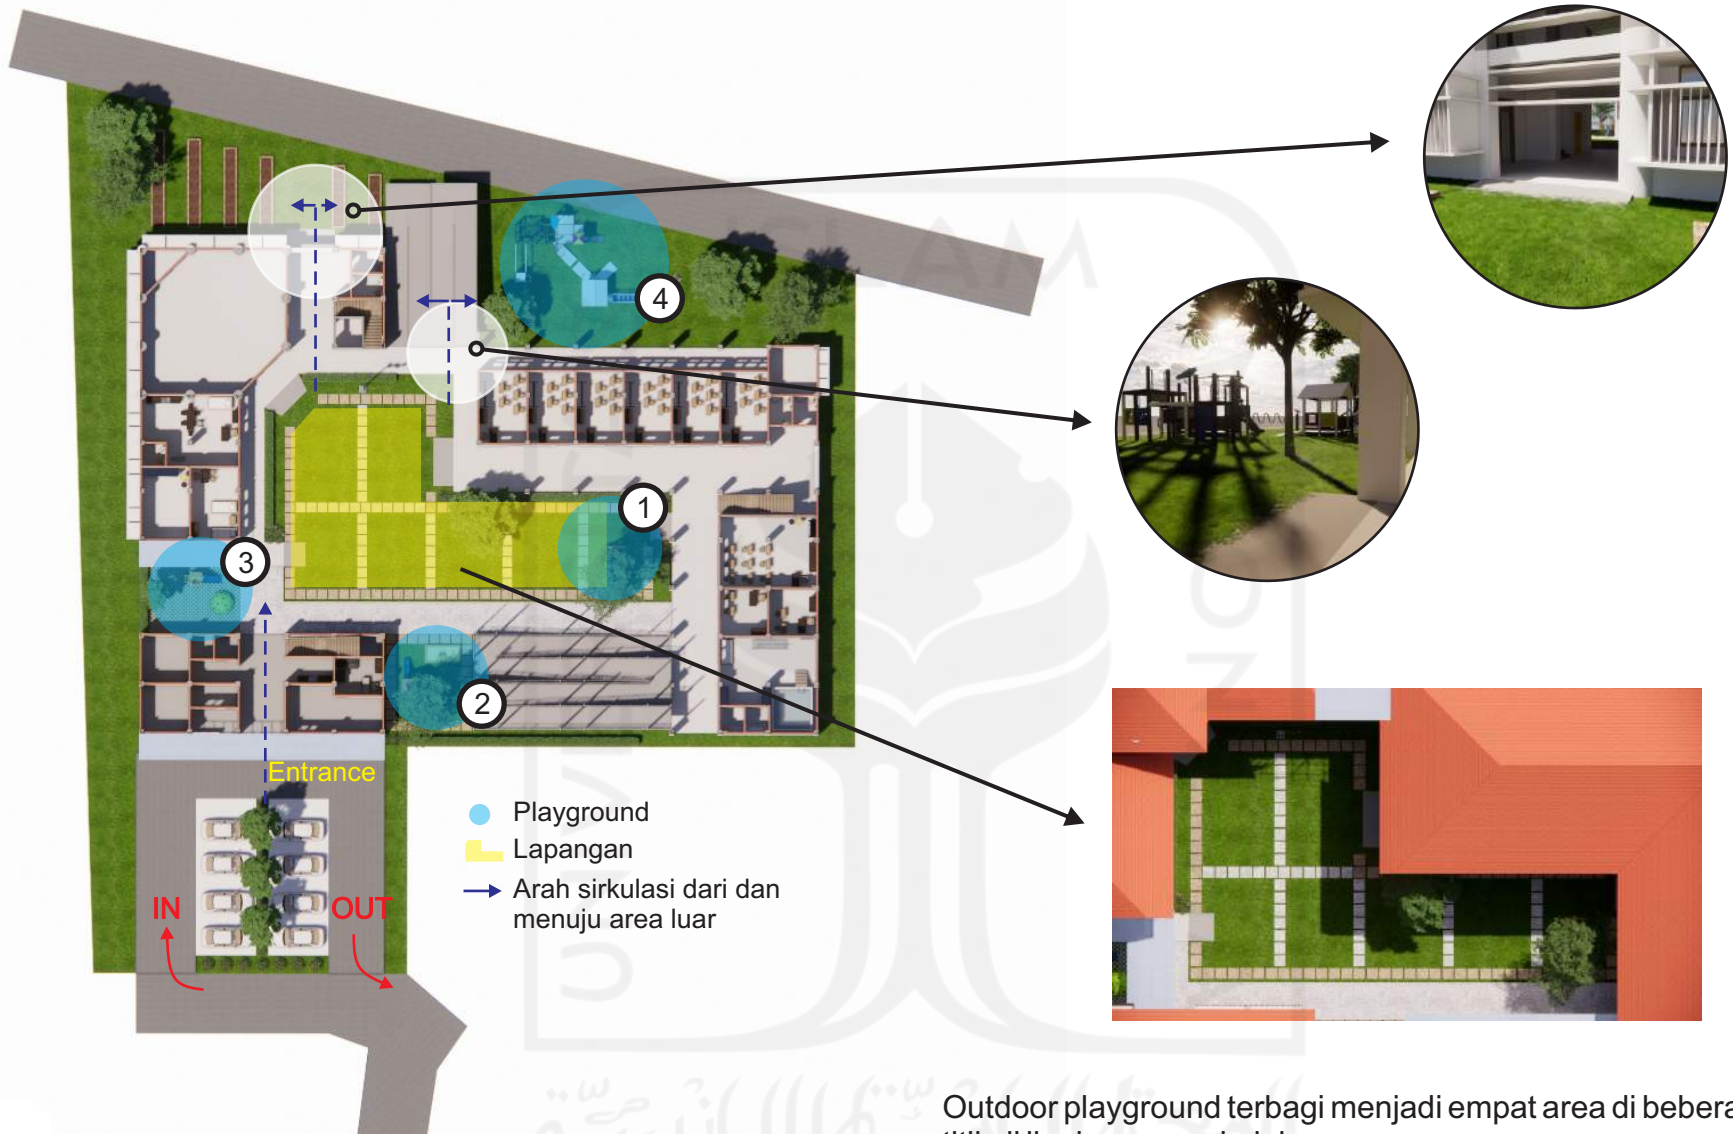 ISLAM
4
1
3
2
Entrance
Playground
Lapangan
Arah sirkulasi dari dan
menuju area luar
IN
OUT
Outdoor playground terbagi menjadi empat area di